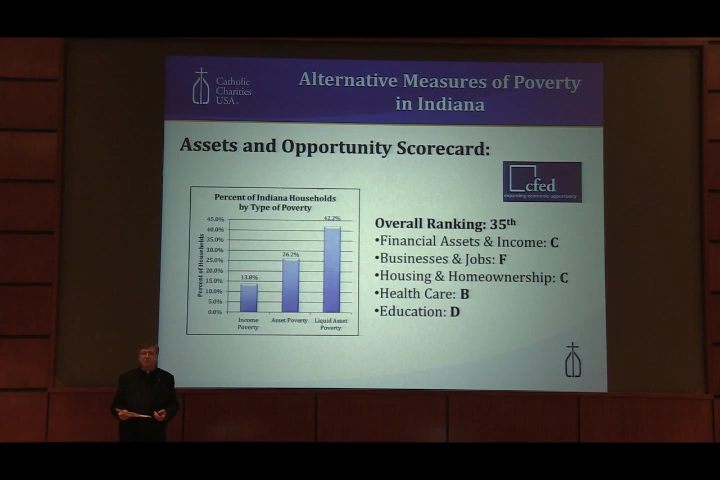 Catholic
Charities
USA
Alternative Measures of Poverty
in Indiana
Assets and Opportunity Scorecard:
cfed
expanding economic opportunity
Percent of Indiana Households
by Type of Poverty
Percent of Households
45.0%
40.0%
35.0%
30.0%
25.0%
20.0%
15.0%
10.0%
5.0%
0.0%
13.8%
26.2%
42.2%
Income
Poverty
Asset Poverty
Liquid Asset
Poverty
Overall Ranking: 35th
•Financial Assets & Income: C
•Businesses & Jobs: F
•Housing & Homeownership: C
•Health Care: B
•Education: D